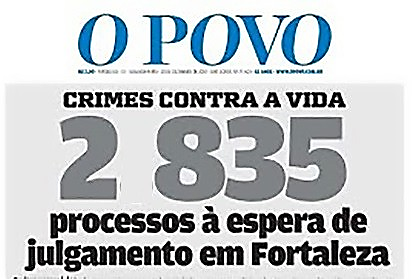 O POVO
CRIMES CONTRA A VIDA
2 835
processos à espera de
julgamento em Fortaleza